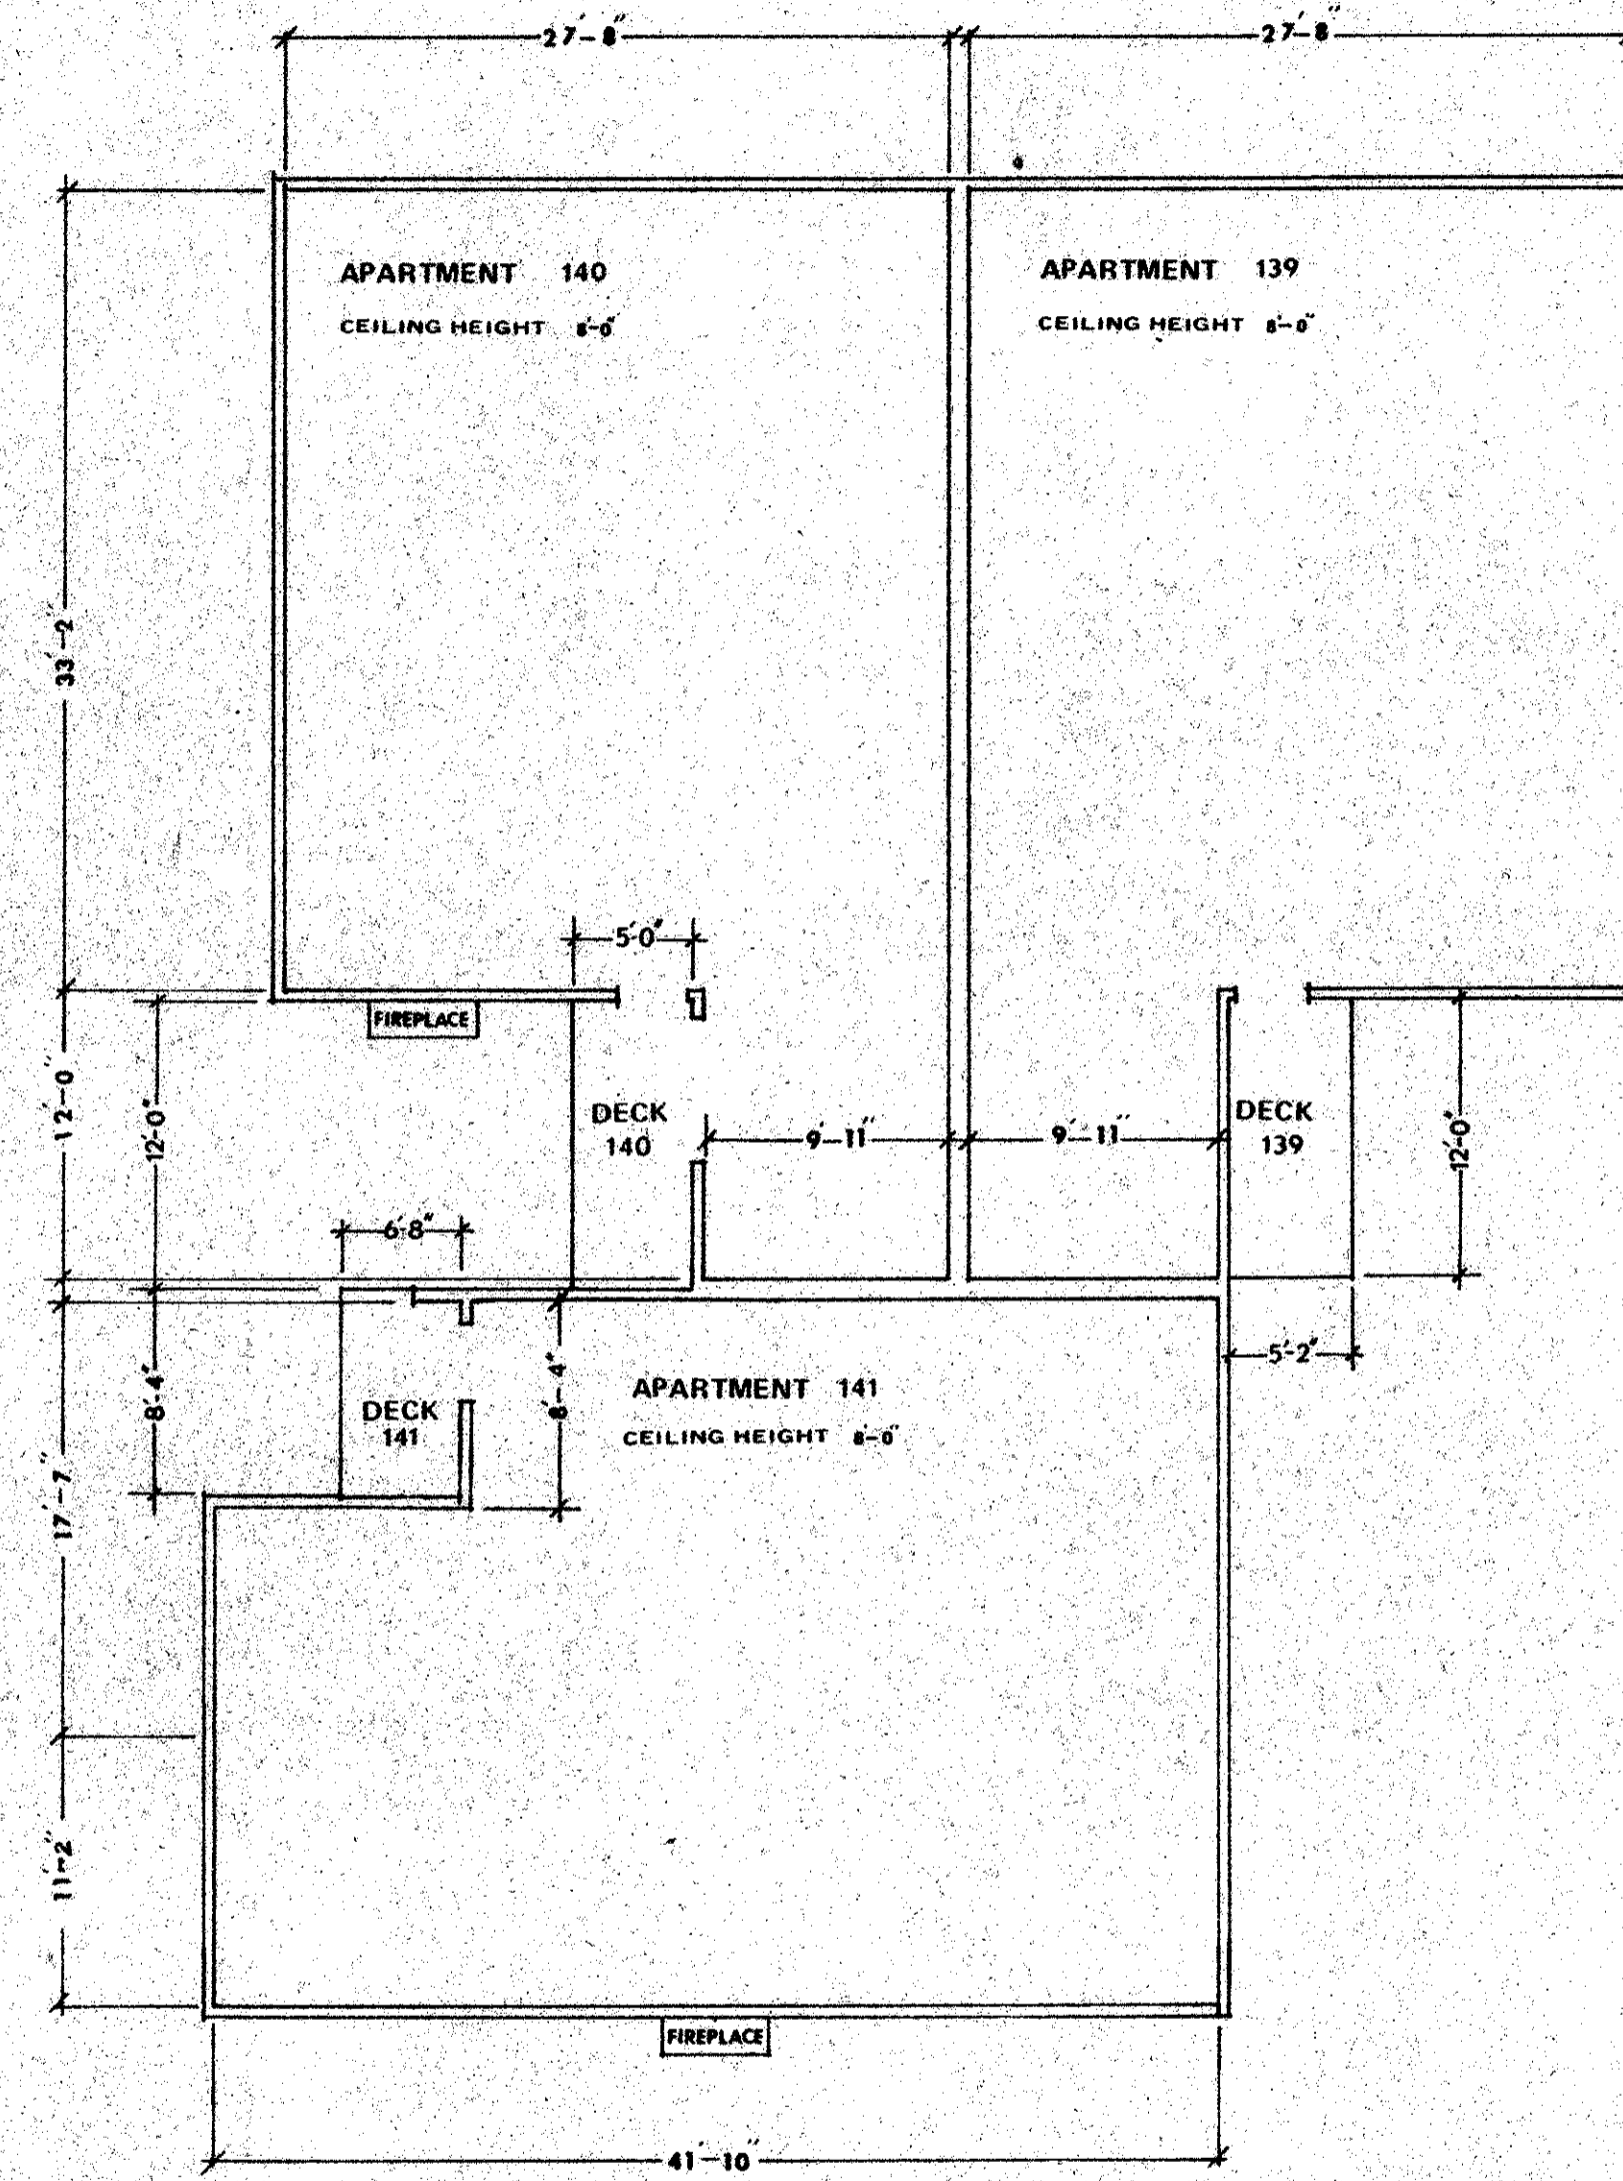 27'-8"
27'-8"
APARTMENT 140
CEILING HEIGHT 8'-0"
APARTMENT 139
CEILING HEIGHT 8'-0"
33'-2"
5'-0"
FIREPLACE
12'-0"
12'-0"
DECK
140
9'-11"
9'-11"
DECK
139
12'-0"
6'-8"
5'-2"
8'-4"
DECK
141
8'-4"
APARTMENT 141
CEILING HEIGHT 8'-0"
17'-7"
11'-2"
FIREPLACE
41'-10"